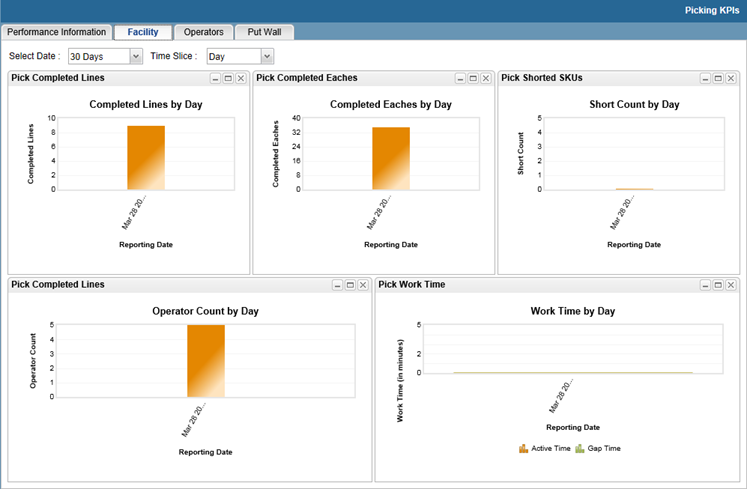 Picking KPIs
Performance Information Facility Operators Put Wall
Select Date : 30 Days Time Slice : Day
Pick Completed Lines
Completed Lines by Day
Completed Lines
10
8
6
4
2
0
Mar 28 20...
Reporting Date
Pick Completed Eaches
Completed Eaches by Day
Completed Eaches
40
32
24
16
8
0
Mar 28 20...
Reporting Date
Pick Shorted SKUs
Short Count by Day
Short Count
5
4
3
2
1
0
Mar 28 20...
Reporting Date
Pick Completed Lines
Operator Count by Day
Operator Count
5
4
3
2
1
0
Mar 28 20...
Reporting Date
Pick Work Time
Work Time by Day
Work Time (in minutes)
5
2
0
Mar 28 20...
Reporting Date
Active Time Gap Time